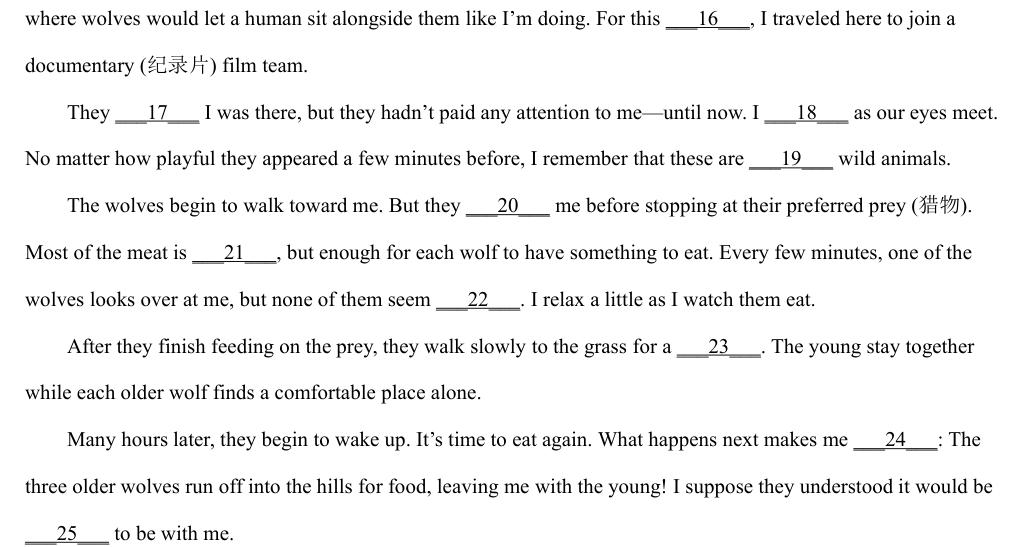 where wolves would let a human sit alongside them like I’m doing. For this ___16___, I traveled here to join a
documentary (纪录片) film team.
They ___17___ I was there, but they hadn’t paid any attention to me—until now. I ___18___ as our eyes meet.
No matter how playful they appeared a few minutes before, I remember that these are ___19___ wild animals.
The wolves begin to walk toward me. But they ___20___ me before stopping at their preferred prey (猎物).
Most of the meat is ___21___, but enough for each wolf to have something to eat. Every few minutes, one of the
wolves looks over at me, but none of them seem ___22___. I relax a little as I watch them eat.
After they finish feeding on the prey, they walk slowly to the grass for a ___23___. The young stay together
while each older wolf finds a comfortable place alone.
Many hours later, they begin to wake up. It’s time to eat again. What happens next makes me ___24___: The
three older wolves run off into the hills for food, leaving me with the young! I suppose they understood it would be
___25___ to be with me.